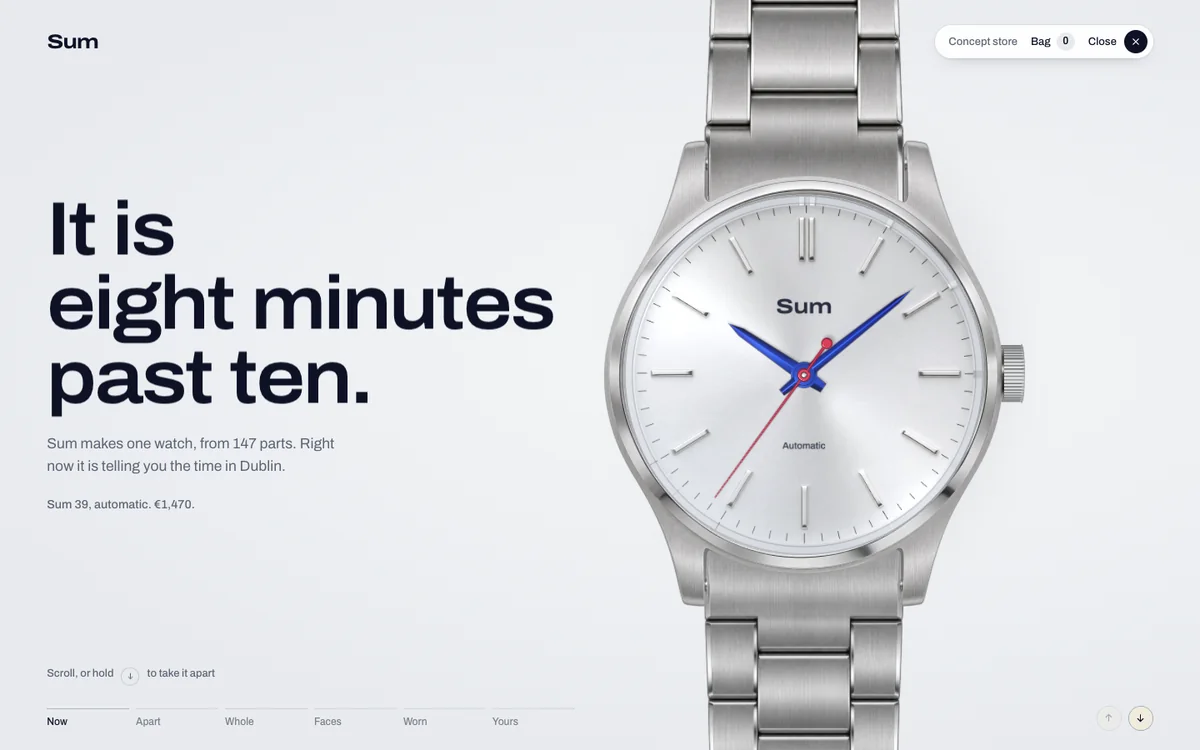 Sum
Concept store Bag 0 Close
It is
eight minutes
past ten.
Sum makes one watch, from 147 parts. Right
now it is telling you the time in Dublin.
Sum 39, automatic. €1,470.
Sum
Automatic
Scroll, or hold ↓ to take it apart
Now Apart Whole Faces Worn Yours